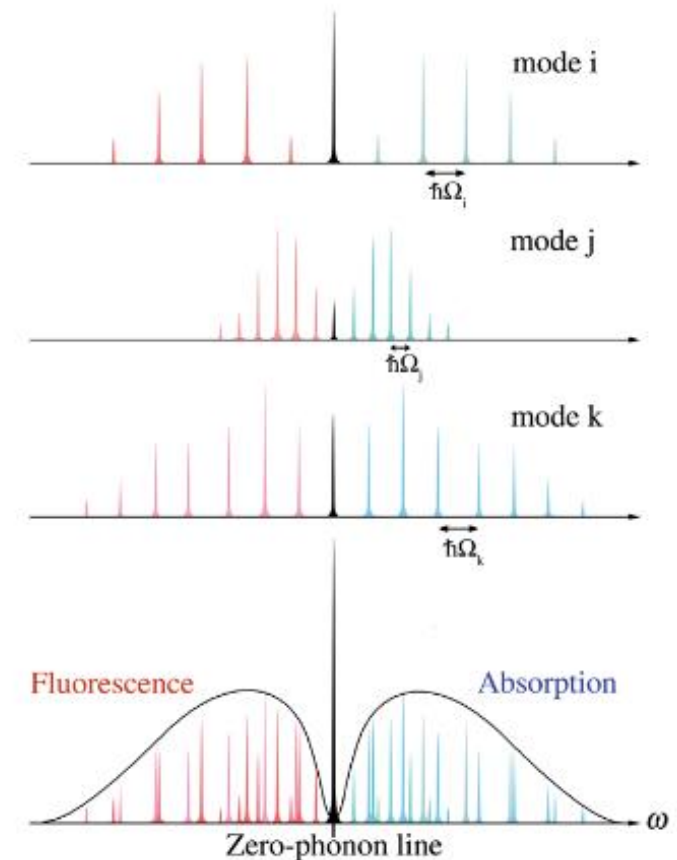 mode i
ℏΩᵢ
mode j
ℏΩⱼ
mode k
ℏΩₖ
Fluorescence
Absorption
ω
Zero-phonon line